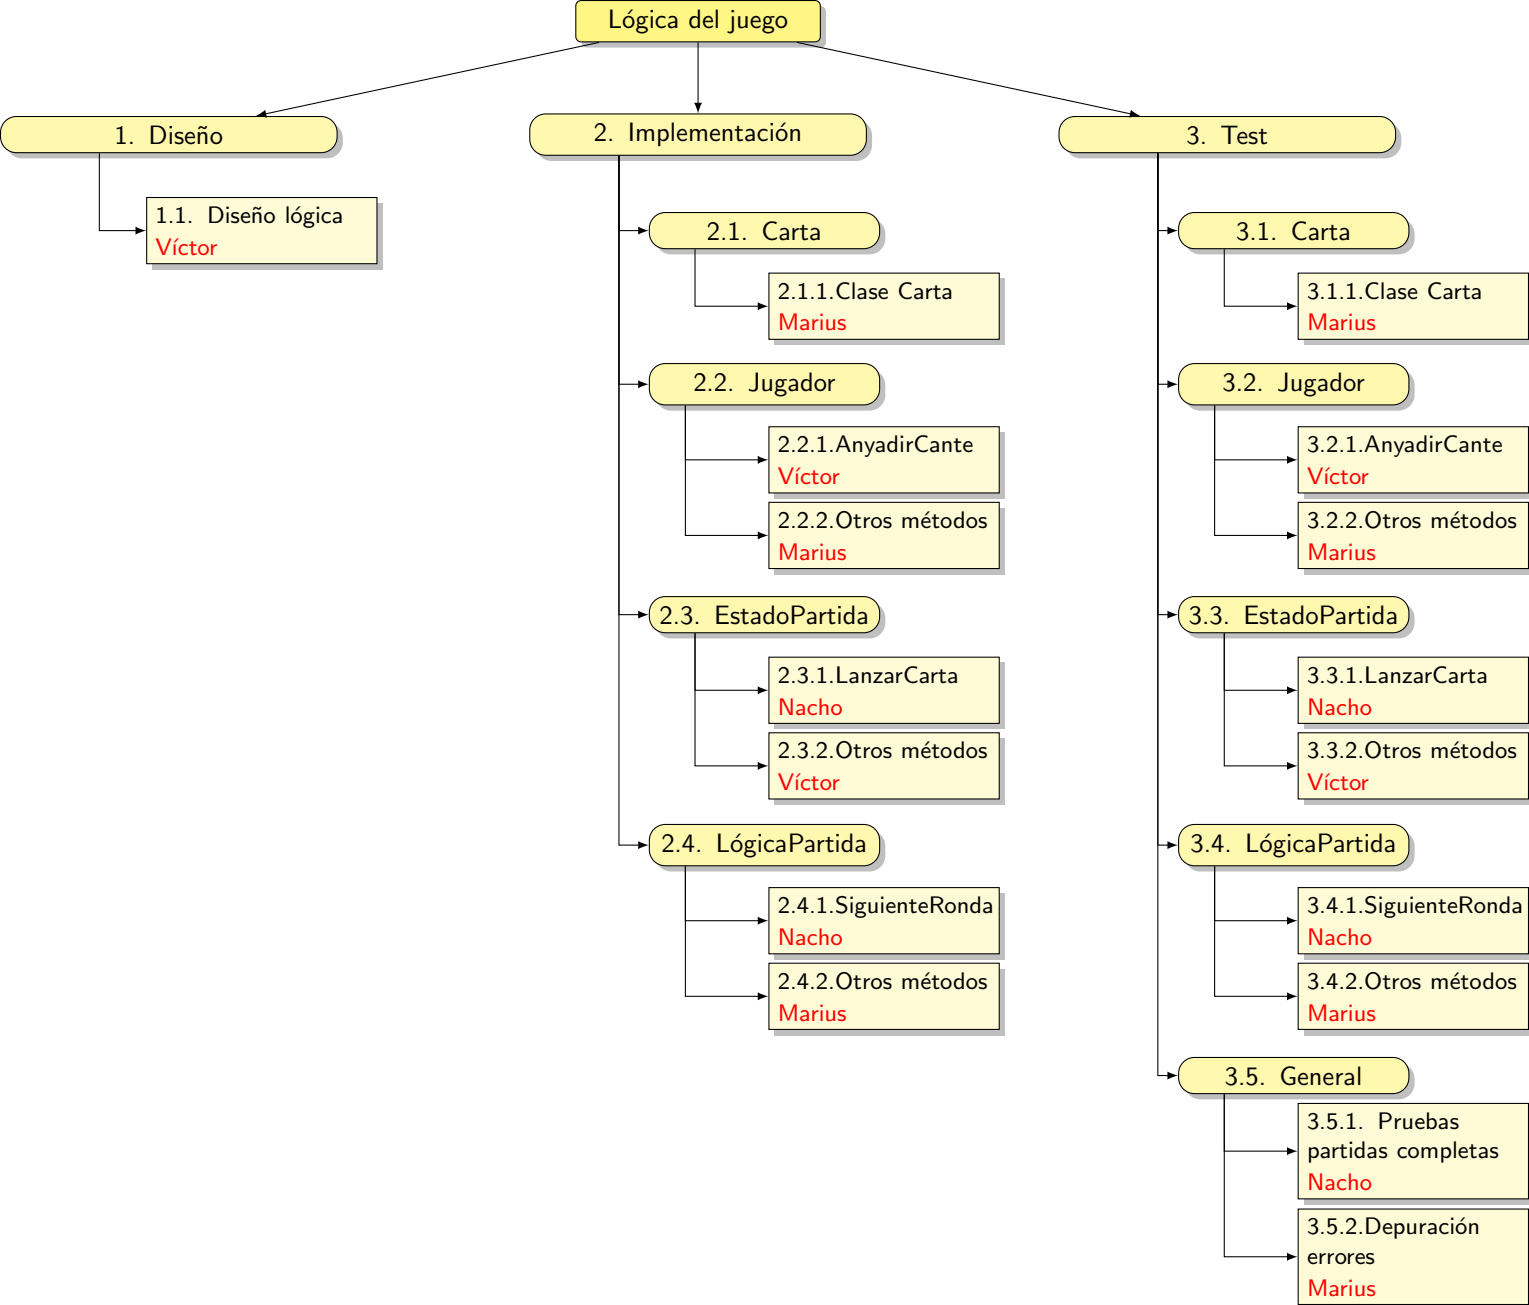 Lógica del juego
1. Diseño
1.1. Diseño lógica
Víctor
2. Implementación
2.1. Carta
2.1.1.Clase Carta
Marius
2.2. Jugador
2.2.1.AnyadirCante
Víctor
2.2.2.Otros métodos
Marius
2.3. EstadoPartida
2.3.1.LanzarCarta
Nacho
2.3.2.Otros métodos
Víctor
2.4. LógicaPartida
2.4.1.SiguienteRonda
Nacho
2.4.2.Otros métodos
Marius
3. Test
3.1. Carta
3.1.1.Clase Carta
Marius
3.2. Jugador
3.2.1.AnyadirCante
Víctor
3.2.2.Otros métodos
Marius
3.3. EstadoPartida
3.3.1.LanzarCarta
Nacho
3.3.2.Otros métodos
Víctor
3.4. LógicaPartida
3.4.1.SiguienteRonda
Nacho
3.4.2.Otros métodos
Marius
3.5. General
3.5.1. Pruebas
partidas completas
Nacho
3.5.2.Depuración
errores
Marius